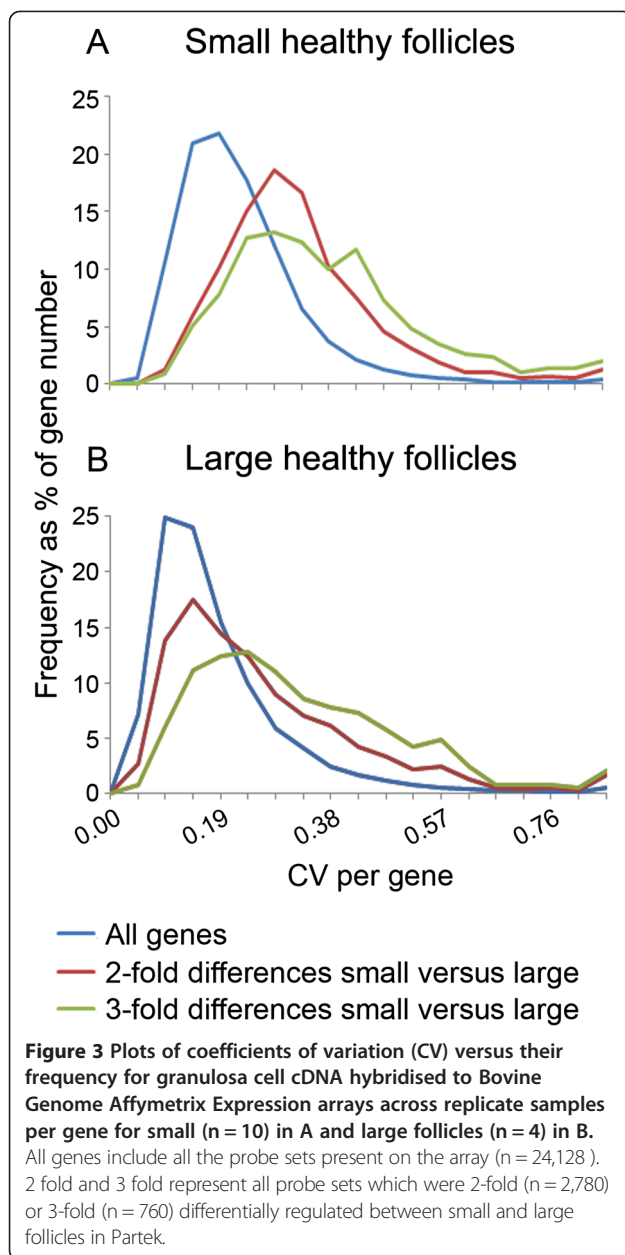 A Small healthy follicles
25
20
15
10
5
0
Frequency as % of gene number
B Large healthy follicles
25
20
15
10
5
0
0.00 0.19 0.38 0.57 0.76
CV per gene
All genes
2-fold differences small versus large
3-fold differences small versus large
Figure 3 Plots of coefficients of variation (CV) versus their
frequency for granulosa cell cDNA hybridised to Bovine
Genome Affymetrix Expression arrays across replicate samples
per gene for small (n = 10) in A and large follicles (n = 4) in B.
All genes include all the probe sets present on the array (n = 24,128 ).
2 fold and 3 fold represent all probe sets which were 2-fold (n = 2,780)
or 3-fold (n = 760) differentially regulated between small and large
follicles in Partek.